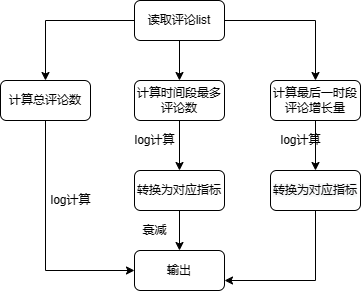 读取评论list
计算总评论数
计算时间段最多
评论数
计算最后一时段
评论增长量
log计算
log计算
转换为对应指标
转换为对应指标
log计算
衰减
输出